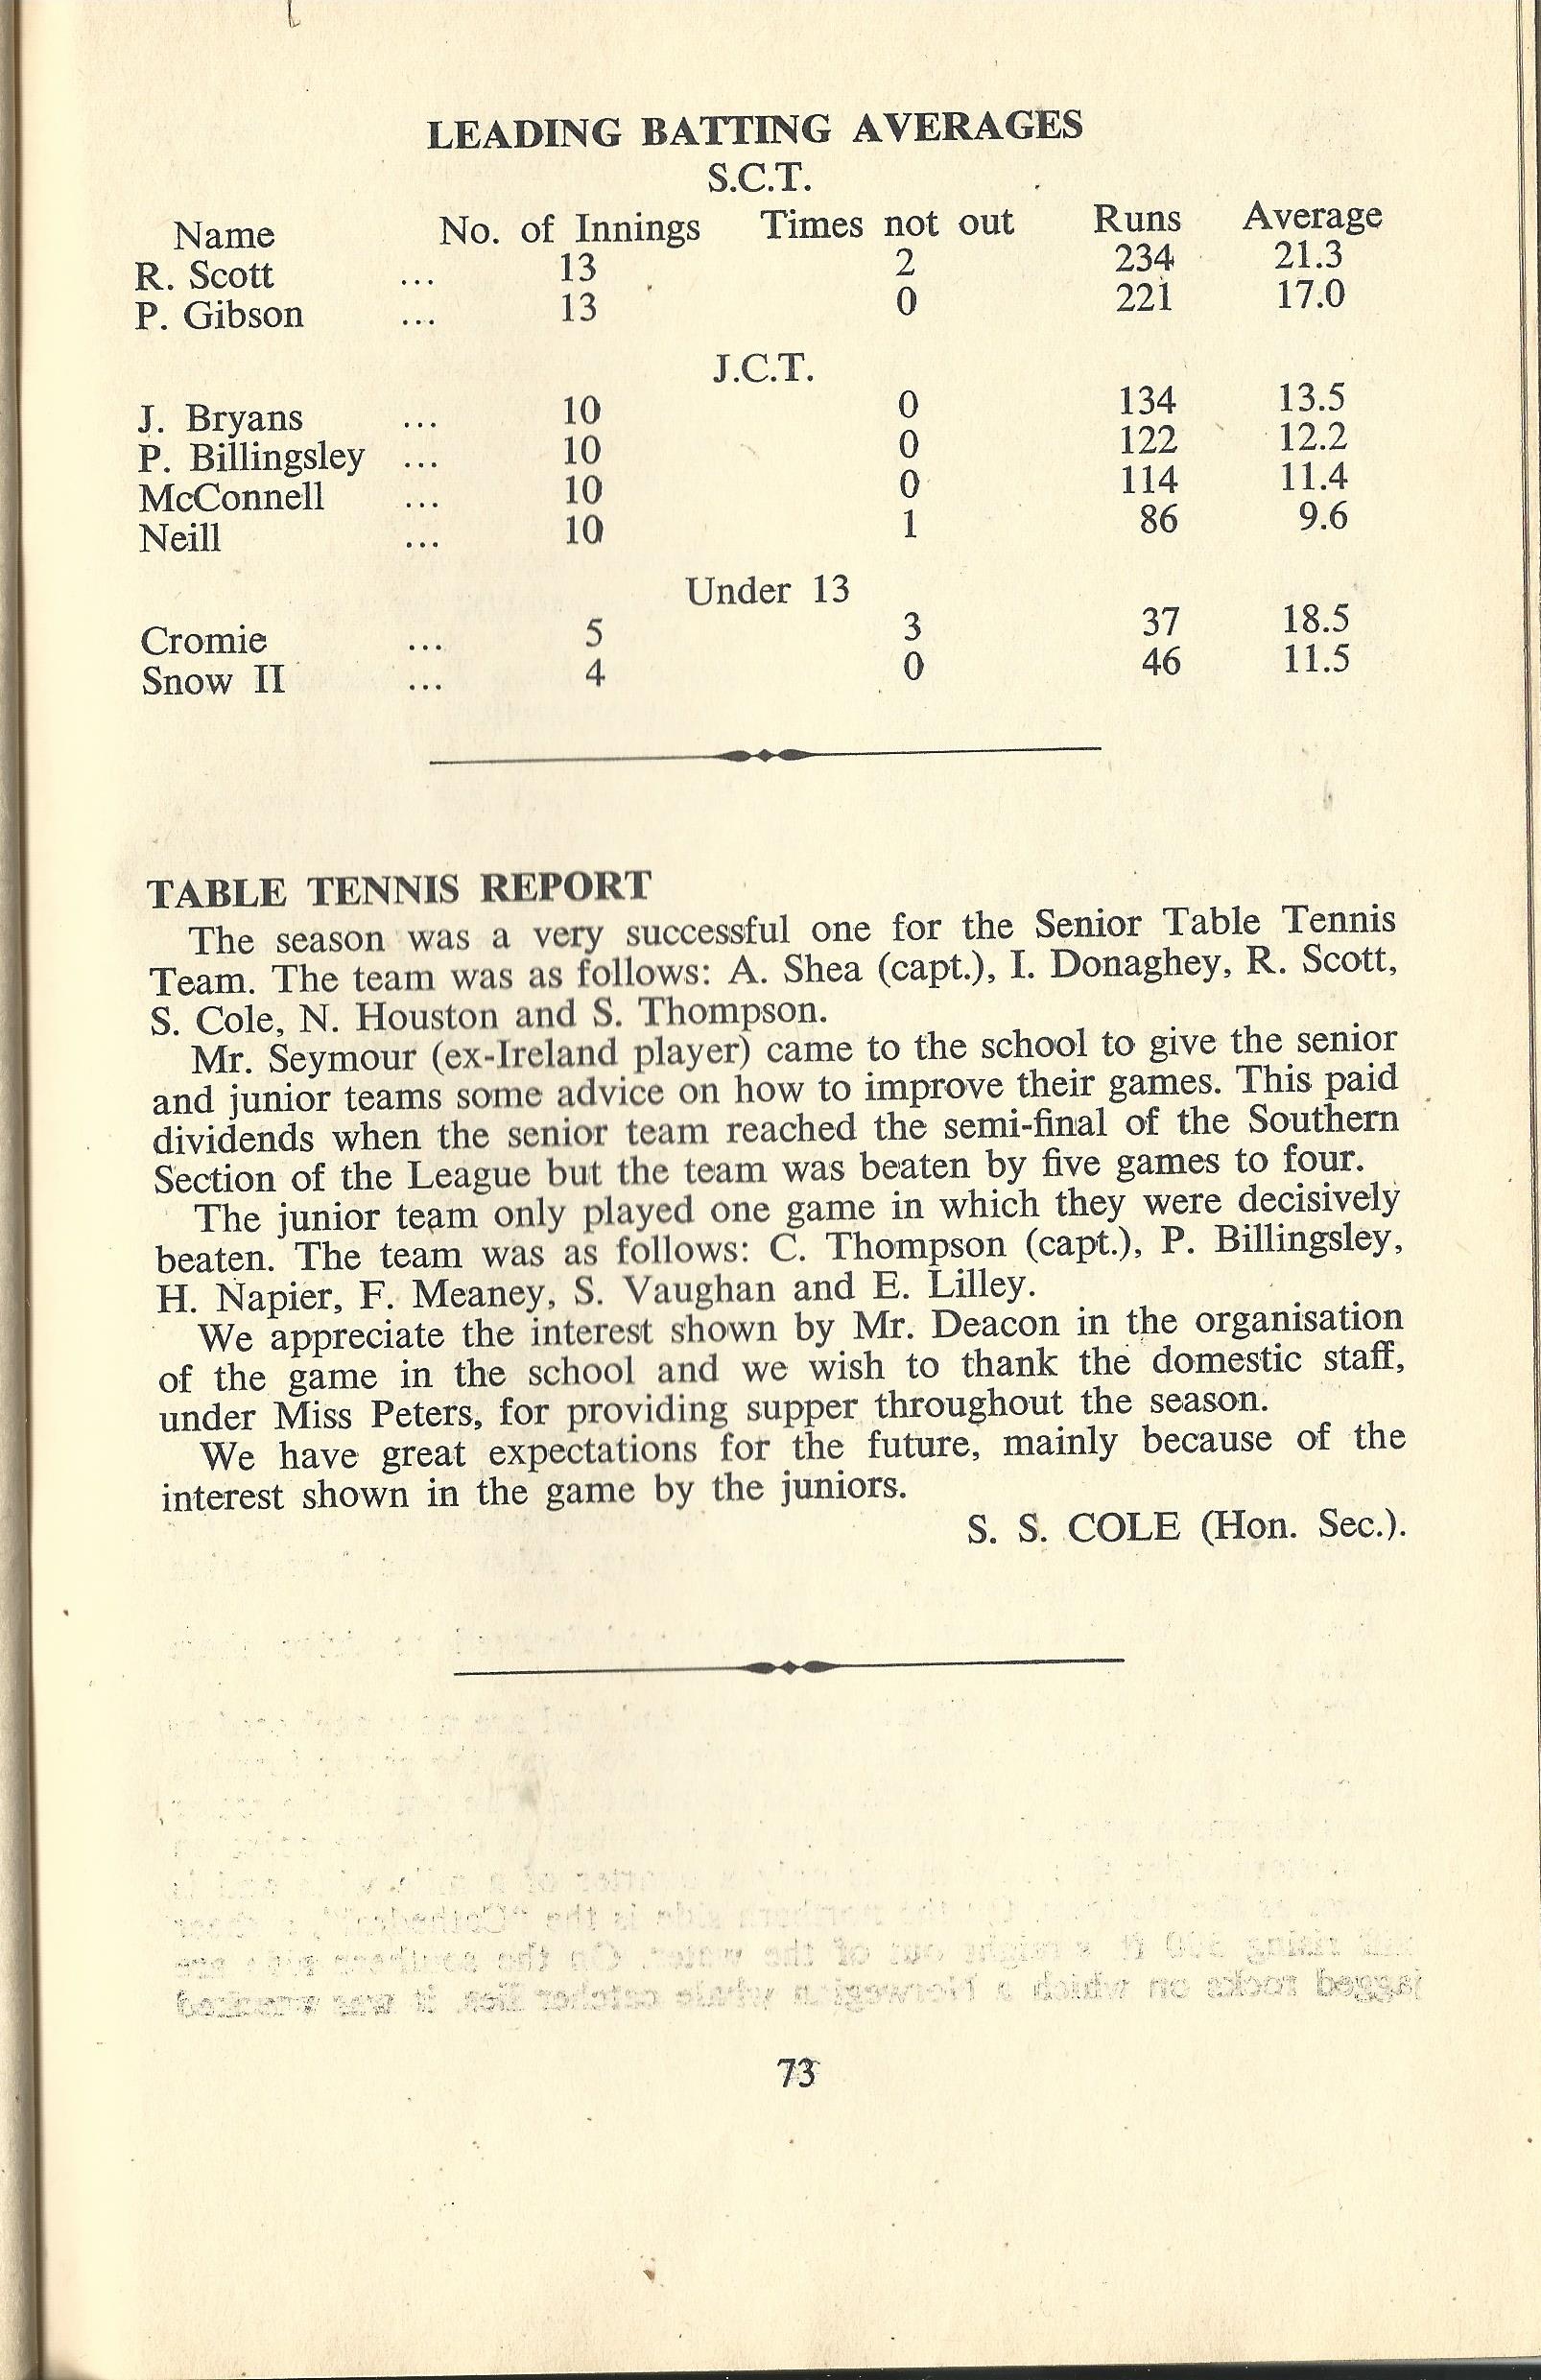 LEADING BATTING AVERAGES
S.C.T.
Name No. of Innings Times not out Runs Average
R. Scott ... 13 2 234 21.3
P. Gibson ... 13 0 221 17.0
J.C.T.
J. Bryans ... 10 0 134 13.5
P. Billingsley ... 10 0 122 12.2
McConnell ... 10 0 114 11.4
Neill ... 10 1 86 9.6
Under 13
Cromie ... 5 3 37 18.5
Snow II ... 4 0 46 11.5
TABLE TENNIS REPORT
The season was a very successful one for the Senior Table Tennis
Team. The team was as follows: A. Shea (capt.), I. Donaghey, R. Scott,
S. Cole, N. Houston and S. Thompson.
Mr. Seymour (ex-Ireland player) came to the school to give the senior
and junior teams some advice on how to improve their games. This paid
dividends when the senior team reached the semi-final of the Southern
Section of the League but the team was beaten by five games to four.
The junior team only played one game in which they were decisively
beaten. The team was as follows: C. Thompson (capt.), P. Billingsley,
H. Napier, F. Meaney, S. Vaughan and E. Lilley.
We appreciate the interest shown by Mr. Deacon in the organisation
of the game in the school and we wish to thank the domestic staff,
under Miss Peters, for providing supper throughout the season.
We have great expectations for the future, mainly because of the
interest shown in the game by the juniors.
S. S. COLE (Hon. Sec.).
73